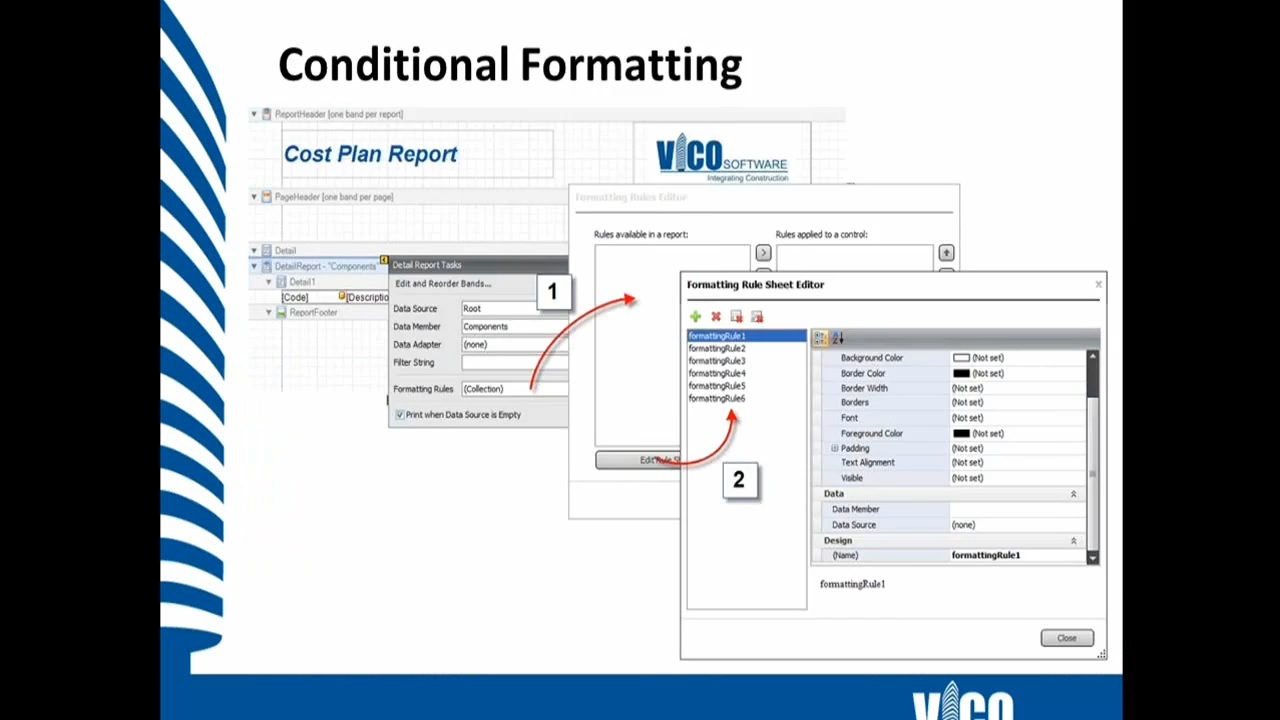 Conditional Formatting
ReportHeader [one band per report]
Cost Plan Report
VICO SOFTWARE
Integrating Construction
PageHeader [one band per page]
Detail
DetailReport - "Components"
Detail1
[Code] [Descriptio
ReportFooter
Detail Report Tasks
Edit and Reorder Bands...
Data Source Root
Data Member Components
Data Adapter (none)
Filter String
Formatting Rules (Collection)
Print when Data Source is Empty
1
Formatting Rules Editor
Rules available in a report: Rules applied to a control:
Edit Rule Sh
2
Formatting Rule Sheet Editor
formattingRule1
formattingRule2
formattingRule3
formattingRule4
formattingRule5
formattingRule6
Background Color (Not set)
Border Color (Not set)
Border Width (Not set)
Borders (Not set)
Font (Not set)
Foreground Color (Not set)
Padding (Not set)
Text Alignment (Not set)
Visible (Not set)
Data
Data Member
Data Source (none)
Design
(Name) formattingRule1
formattingRule1
Close
VICO